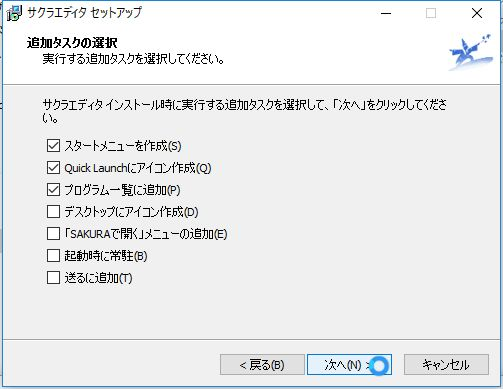 サクラエディタ セットアップ
追加タスクの選択
実行する追加タスクを選択してください。
サクラエディタ インストール時に実行する追加タスクを選択して、「次へ」をクリックしてくださ
い。
スタートメニューを作成(S)
Quick Launchにアイコン作成(Q)
プログラム一覧に追加(P)
デスクトップにアイコン作成(D)
「SAKURAで開く」メニューの追加(E)
起動時に常駐(B)
送るに追加(T)
< 戻る(B) 次へ(N) > キャンセル